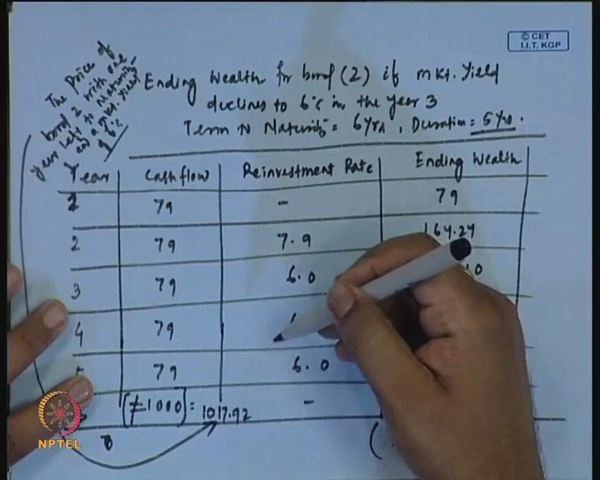 © CET
I.I.T. KGP
The Price of
bond 2 with one
year left to Maturity
and a mkt. yield
of 6%
Ending Wealth for bond (2) if mkt. Yield
declines to 6% in the Year 3
Term to Maturity = 6 yrs, Duration = 5 yrs.
Year Cashflow Reinvestment Rate Ending Wealth
1 79 - 79
2 79 7.9 164.24
3 79 6.0
4 79
79 6.0
[≠1000] = 1017.92 -
NPTEL